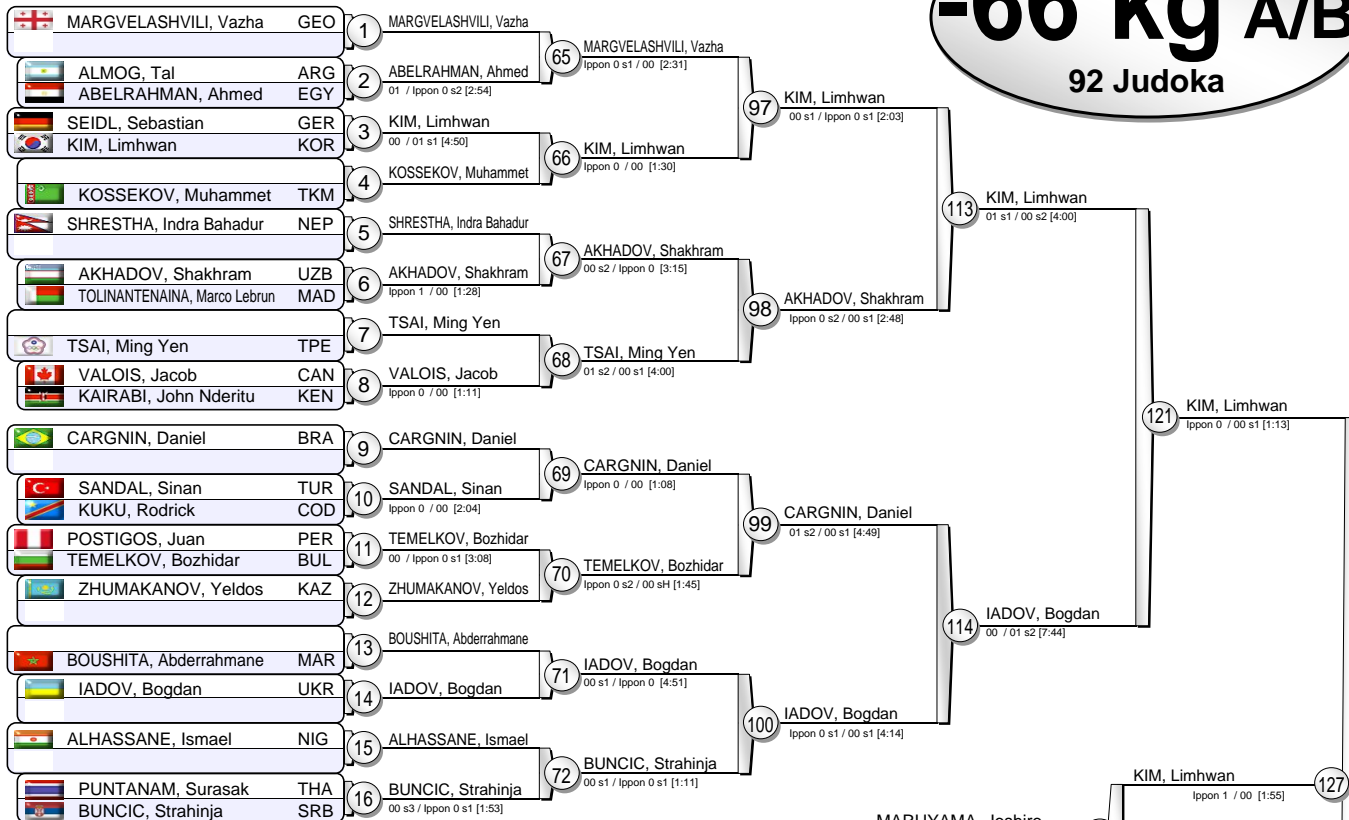 -66 kg A/B
92 Judoka
MARGVELASHVILI, Vazha GEO
ALMOG, Tal ARG
ABELRAHMAN, Ahmed EGY
SEIDL, Sebastian GER
KIM, Limhwan KOR
KOSSEKOV, Muhammet TKM
SHRESTHA, Indra Bahadur NEP
AKHADOV, Shakhram UZB
TOLINANTENAINA, Marco Lebrun MAD
TSAI, Ming Yen TPE
VALOIS, Jacob CAN
KAIRABI, John Nderitu KEN
CARGNIN, Daniel BRA
SANDAL, Sinan TUR
KUKU, Rodrick COD
POSTIGOS, Juan PER
TEMELKOV, Bozhidar BUL
ZHUMAKANOV, Yeldos KAZ
BOUSHITA, Abderrahmane MAR
IADOV, Bogdan UKR
ALHASSANE, Ismael NIG
PUNTANAM, Surasak THA
BUNCIC, Strahinja SRB
1 MARGVELASHVILI, Vazha
2 ABELRAHMAN, Ahmed
01 / Ippon 0 s2 [2:54]
3 KIM, Limhwan
00 / 01 s1 [4:50]
4 KOSSEKOV, Muhammet
5 SHRESTHA, Indra Bahadur
6 AKHADOV, Shakhram
Ippon 1 / 00 [1:28]
7 TSAI, Ming Yen
8 VALOIS, Jacob
Ippon 0 / 00 [1:11]
9 CARGNIN, Daniel
10 SANDAL, Sinan
Ippon 0 / 00 [2:04]
11 TEMELKOV, Bozhidar
00 / Ippon 0 s1 [3:08]
12 ZHUMAKANOV, Yeldos
13 BOUSHITA, Abderrahmane
14 IADOV, Bogdan
15 ALHASSANE, Ismael
16 BUNCIC, Strahinja
00 s3 / Ippon 0 s1 [1:53]
65 MARGVELASHVILI, Vazha
Ippon 0 s1 / 00 [2:31]
66 KIM, Limhwan
Ippon 0 / 00 [1:30]
67 AKHADOV, Shakhram
00 s2 / Ippon 0 [3:15]
68 TSAI, Ming Yen
01 s2 / 00 s1 [4:00]
69 CARGNIN, Daniel
Ippon 0 / 00 [1:08]
70 TEMELKOV, Bozhidar
Ippon 0 s2 / 00 sH [1:45]
71 IADOV, Bogdan
00 s1 / Ippon 0 [4:51]
72 BUNCIC, Strahinja
00 s1 / Ippon 0 s1 [1:11]
97 KIM, Limhwan
00 s1 / Ippon 0 s1 [2:03]
98 AKHADOV, Shakhram
Ippon 0 s2 / 00 s1 [2:48]
99 CARGNIN, Daniel
01 s2 / 00 s1 [4:49]
100 IADOV, Bogdan
Ippon 0 s1 / 00 s1 [4:14]
113 KIM, Limhwan
01 s1 / 00 s2 [4:00]
114 IADOV, Bogdan
00 / 01 s2 [7:44]
121 KIM, Limhwan
Ippon 0 / 00 s1 [1:13]
KIM, Limhwan
Ippon 1 / 00 [1:55]
127